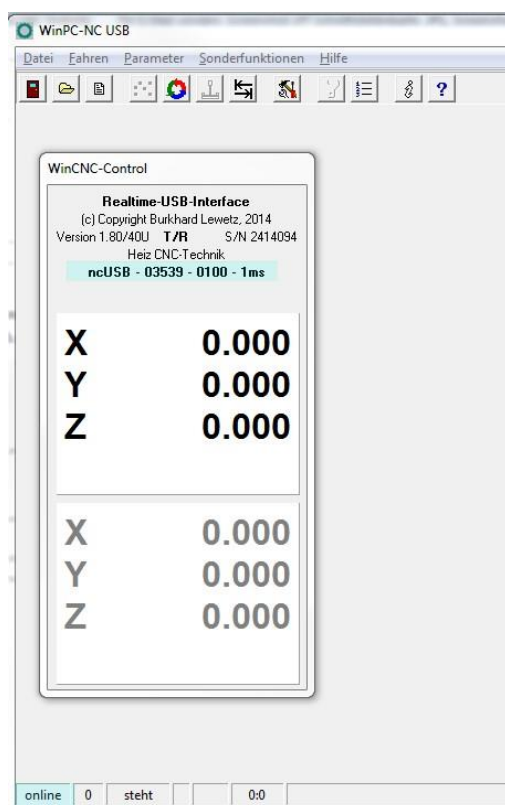 WinPC-NC USB
Datei Fahren Parameter Sonderfunktionen Hilfe
WinCNC-Control
Realtime-USB-Interface
(c) Copyright Burkhard Lewetz, 2014
Version 1.80/40U T/R S/N 2414094
Heiz CNC-Technik
ncUSB - 03539 - 0100 - 1ms
X 0.000
Y 0.000
Z 0.000
X 0.000
Y 0.000
Z 0.000
online 0 steht 0:0